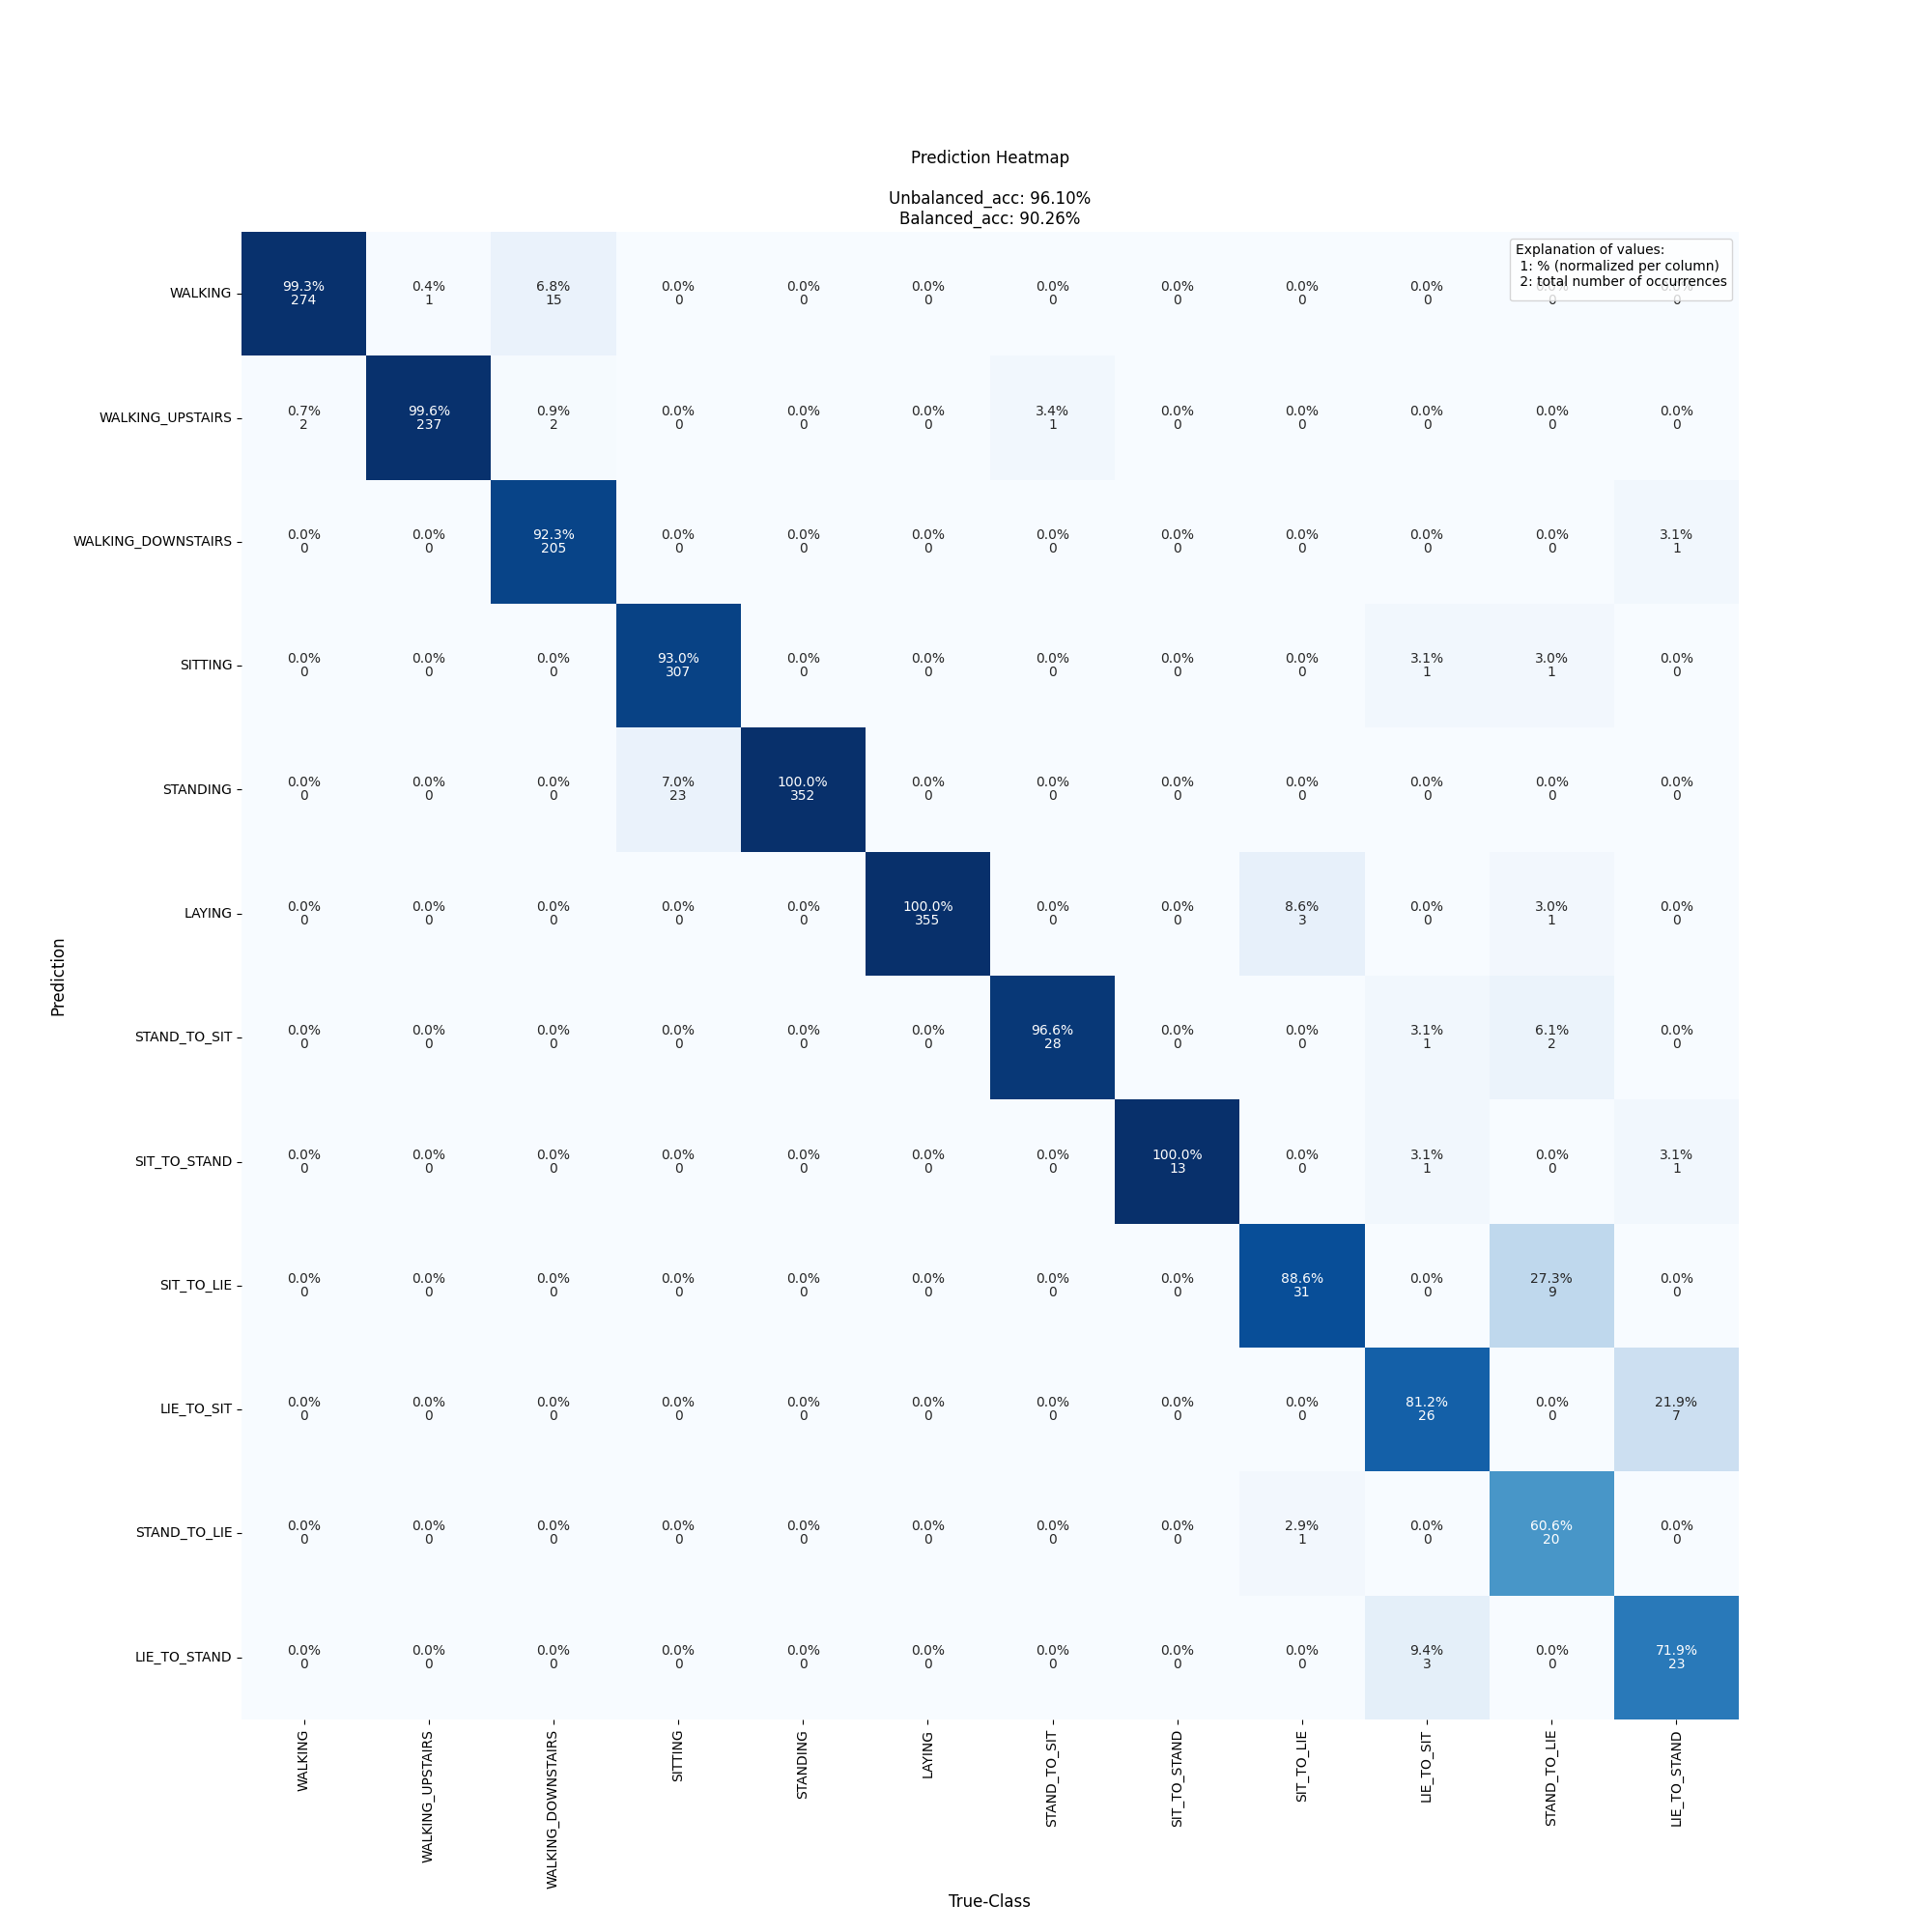 Prediction Heatmap
Unbalanced_acc: 96.10%
Balanced_acc: 90.26%
Explanation of values:
1: % (normalized per column)
2: total number of occurrences
WALKING
99.3% 0.4% 6.8% 0.0% 0.0% 0.0% 0.0% 0.0% 0.0% 0.0%
274 1 15 0 0 0 0 0 0 0 0 0
WALKING_UPSTAIRS
0.7% 99.6% 0.9% 0.0% 0.0% 0.0% 3.4% 0.0% 0.0% 0.0% 0.0% 0.0%
2 237 2 0 0 0 1 0 0 0 0 0
WALKING_DOWNSTAIRS
0.0% 0.0% 92.3% 0.0% 0.0% 0.0% 0.0% 0.0% 0.0% 0.0% 0.0% 3.1%
0 0 205 0 0 0 0 0 0 0 0 1
SITTING
0.0% 0.0% 0.0% 93.0% 0.0% 0.0% 0.0% 0.0% 0.0% 3.1% 3.0% 0.0%
0 0 0 307 0 0 0 0 0 1 1 0
STANDING
0.0% 0.0% 0.0% 7.0% 100.0% 0.0% 0.0% 0.0% 0.0% 0.0% 0.0% 0.0%
0 0 0 23 352 0 0 0 0 0 0 0
LAYING
0.0% 0.0% 0.0% 0.0% 0.0% 100.0% 0.0% 0.0% 8.6% 0.0% 3.0% 0.0%
0 0 0 0 0 355 0 0 3 0 1 0
STAND_TO_SIT
0.0% 0.0% 0.0% 0.0% 0.0% 0.0% 96.6% 0.0% 0.0% 3.1% 6.1% 0.0%
0 0 0 0 0 0 28 0 0 1 2 0
SIT_TO_STAND
0.0% 0.0% 0.0% 0.0% 0.0% 0.0% 0.0% 100.0% 0.0% 3.1% 0.0% 3.1%
0 0 0 0 0 0 0 13 0 1 0 1
SIT_TO_LIE
0.0% 0.0% 0.0% 0.0% 0.0% 0.0% 0.0% 0.0% 88.6% 0.0% 27.3% 0.0%
0 0 0 0 0 0 0 0 31 0 9 0
LIE_TO_SIT
0.0% 0.0% 0.0% 0.0% 0.0% 0.0% 0.0% 0.0% 0.0% 81.2% 0.0% 21.9%
0 0 0 0 0 0 0 0 0 26 0 7
STAND_TO_LIE
0.0% 0.0% 0.0% 0.0% 0.0% 0.0% 0.0% 0.0% 2.9% 0.0% 60.6% 0.0%
0 0 0 0 0 0 0 0 1 0 20 0
LIE_TO_STAND
0.0% 0.0% 0.0% 0.0% 0.0% 0.0% 0.0% 0.0% 0.0% 9.4% 0.0% 71.9%
0 0 0 0 0 0 0 0 0 3 0 23
Prediction
WALKING
WALKING_UPSTAIRS
WALKING_DOWNSTAIRS
SITTING
STANDING
LAYING
STAND_TO_SIT
SIT_TO_STAND
SIT_TO_LIE
LIE_TO_SIT
STAND_TO_LIE
LIE_TO_STAND
True-Class